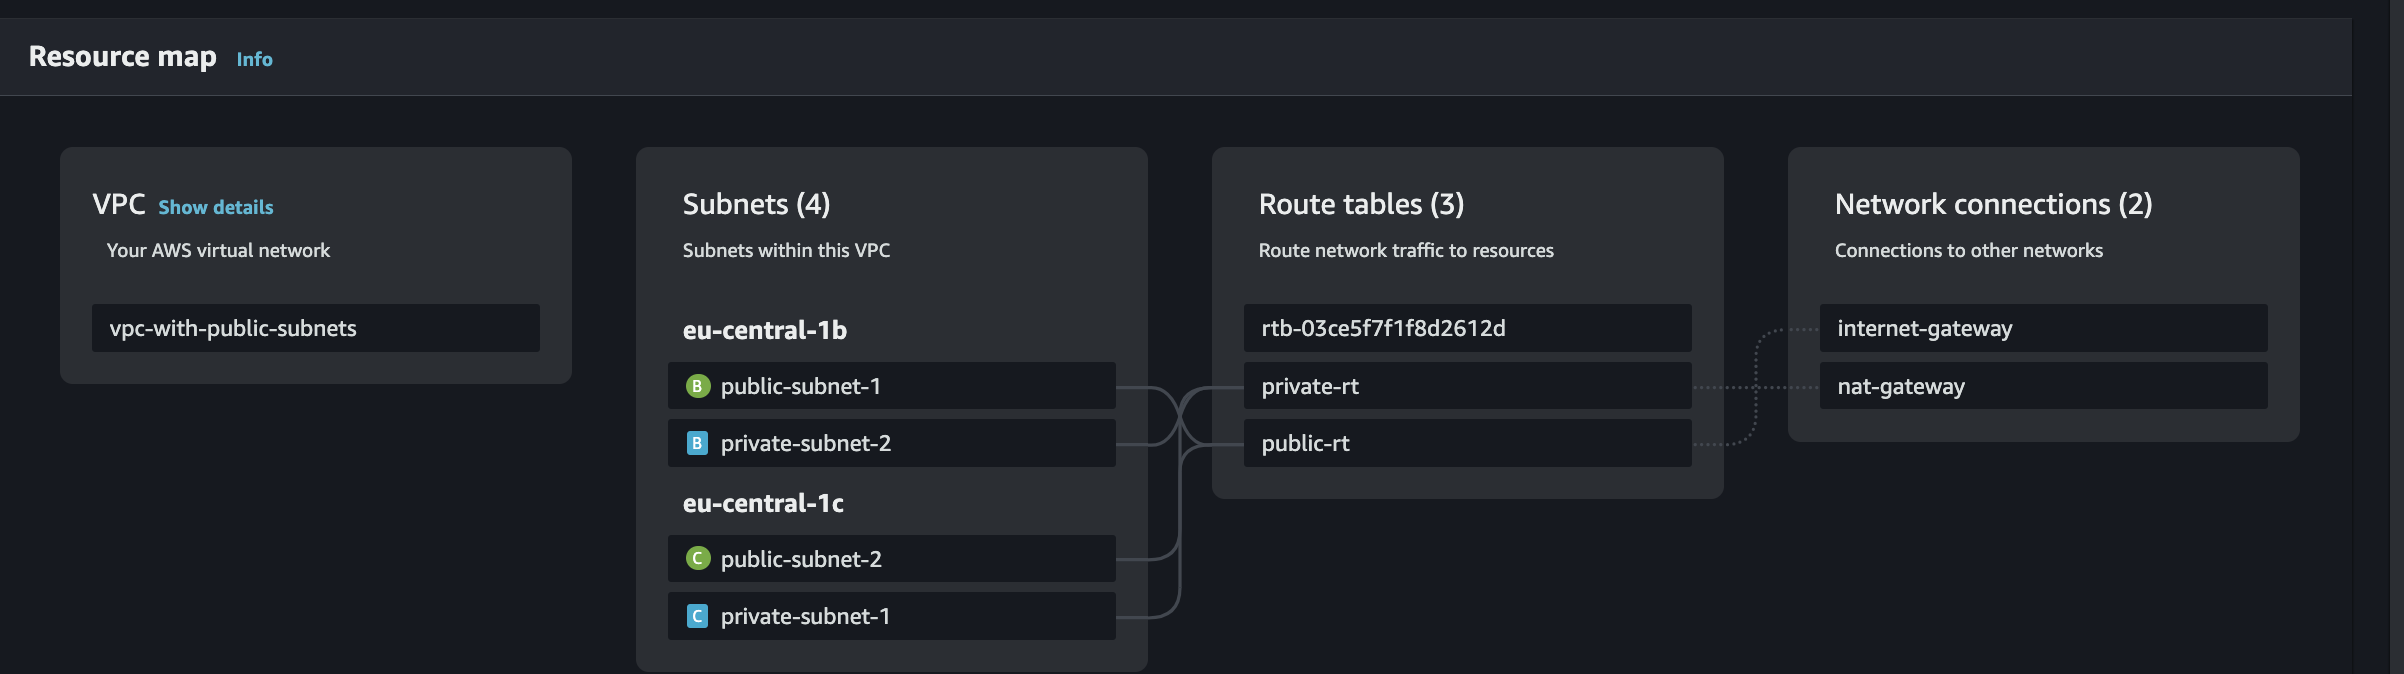 Resource map Info
VPC Show details
Your AWS virtual network
vpc-with-public-subnets
Subnets (4)
Subnets within this VPC
eu-central-1b
B public-subnet-1
B private-subnet-2
eu-central-1c
C public-subnet-2
C private-subnet-1
Route tables (3)
Route network traffic to resources
rtb-03ce5f7f1f8d2612d
private-rt
public-rt
Network connections (2)
Connections to other networks
internet-gateway
nat-gateway